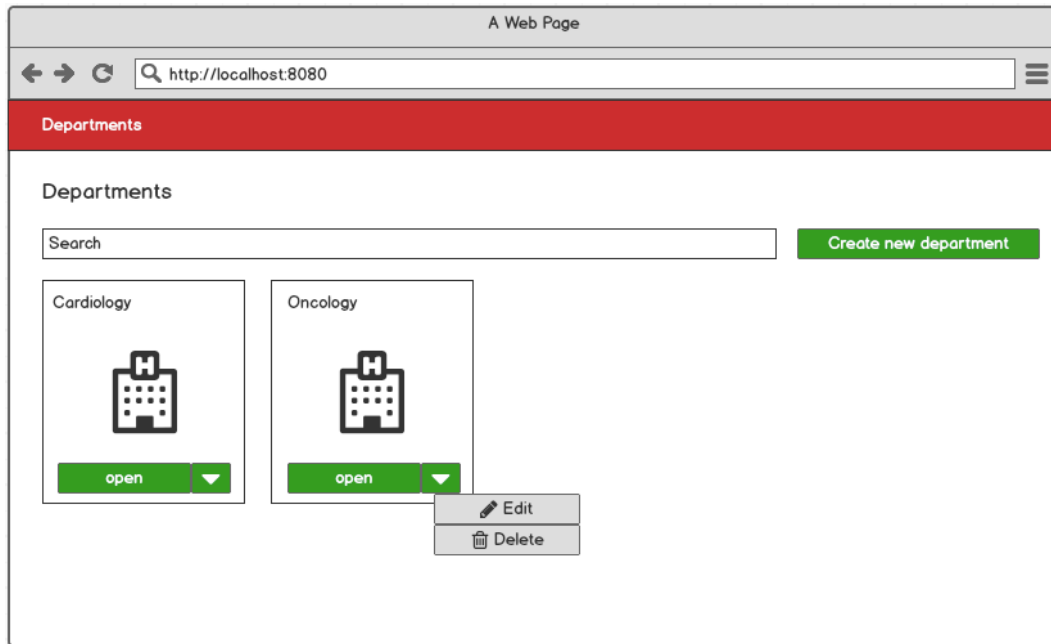 A Web Page
http://localhost:8080
Departments
Departments
Search
Create new department
Cardiology
Oncology
H
H
open
open
Edit
Delete